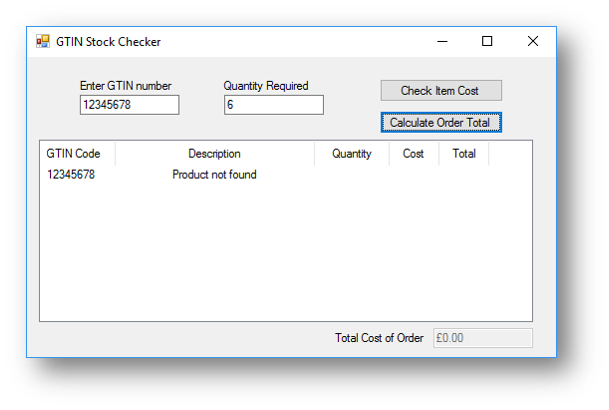 GTIN Stock Checker
Enter GTIN number
Quantity Required
12345678
6
Check Item Cost
Calculate Order Total
GTIN Code Description Quantity Cost Total
12345678 Product not found
Total Cost of Order £0.00